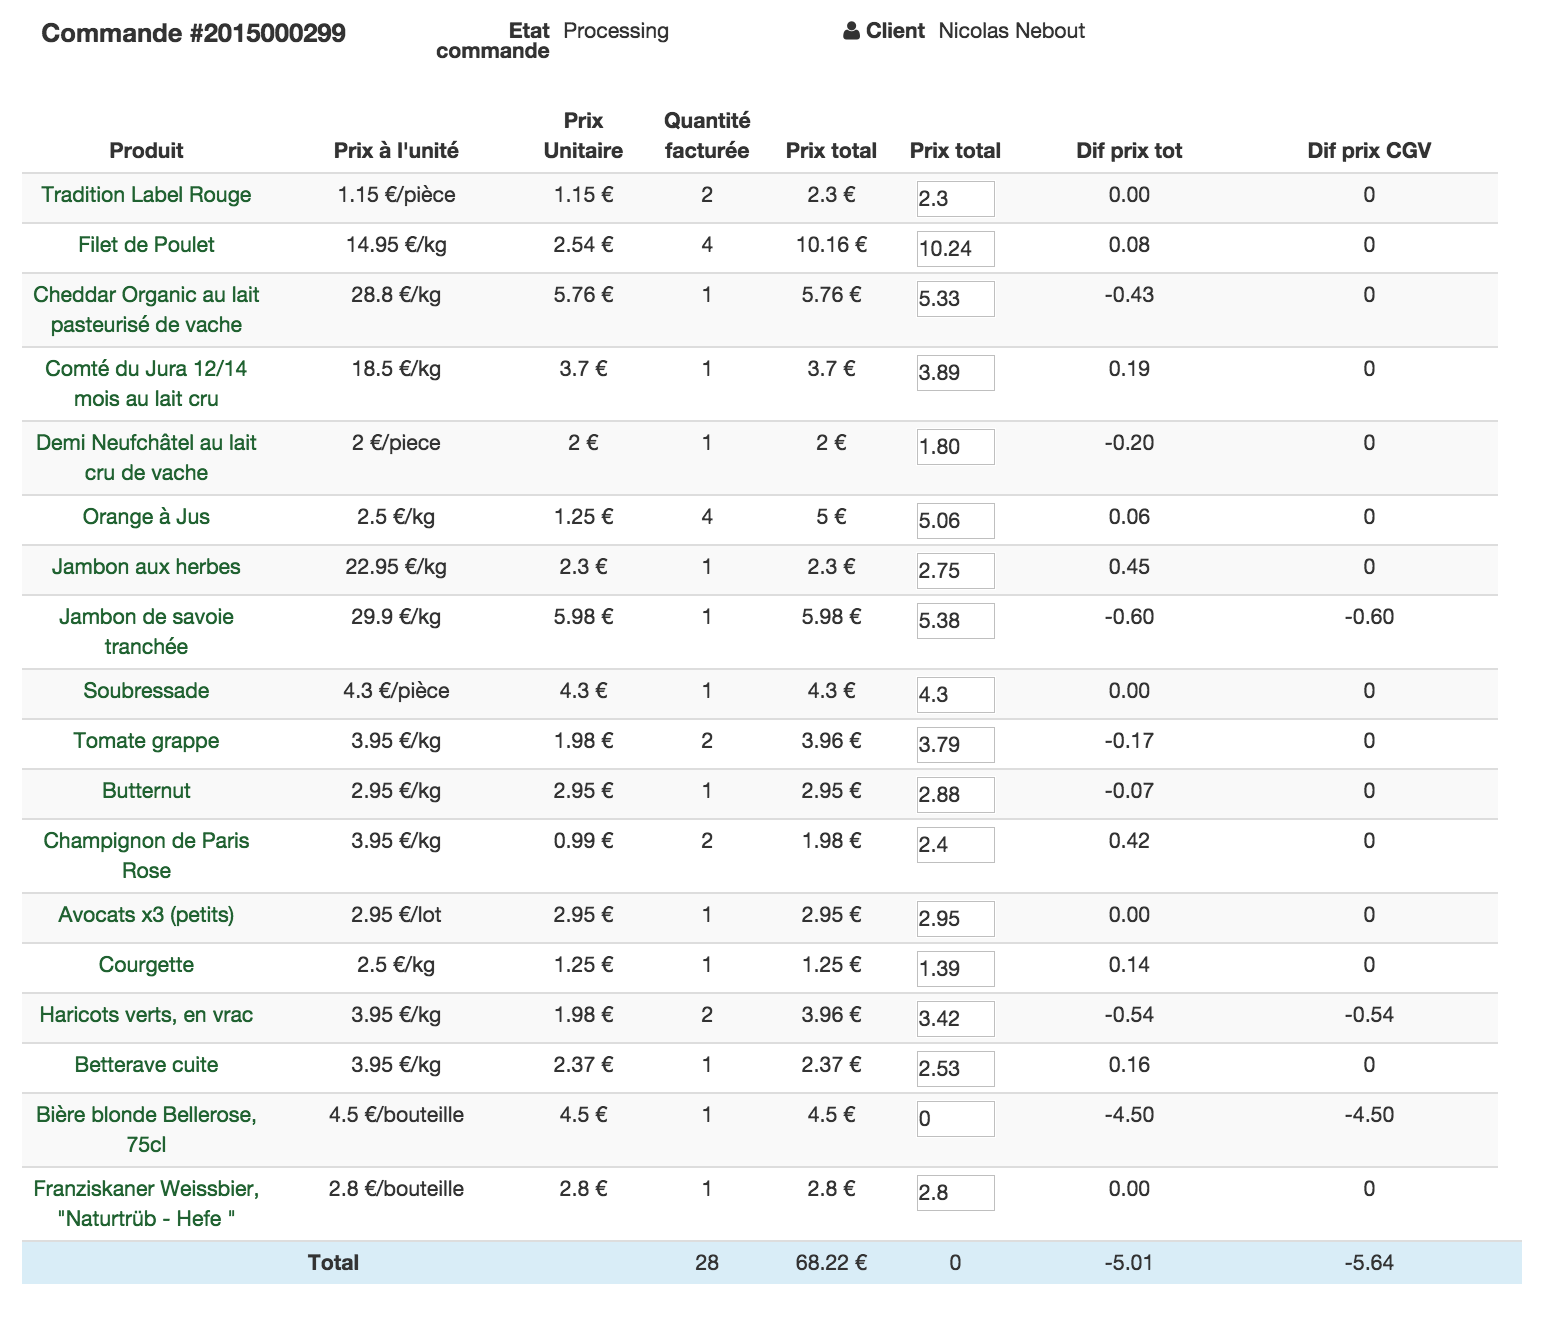 Commande #2015000299 Etat commande Processing Client Nicolas Nebout
Produit Prix à l'unité Prix Unitaire Quantité facturée Prix total Prix total Dif prix tot Dif prix CGV
Tradition Label Rouge 1.15 €/pièce 1.15 € 2 2.3 € 2.3 0.00 0
Filet de Poulet 14.95 €/kg 2.54 € 4 10.16 € 10.24 0.08 0
Cheddar Organic au lait pasteurisé de vache 28.8 €/kg 5.76 € 1 5.76 € 5.33 -0.43 0
Comté du Jura 12/14 mois au lait cru 18.5 €/kg 3.7 € 1 3.7 € 3.89 0.19 0
Demi Neufchâtel au lait cru de vache 2 €/piece 2 € 1 2 € 1.80 -0.20 0
Orange à Jus 2.5 €/kg 1.25 € 4 5 € 5.06 0.06 0
Jambon aux herbes 22.95 €/kg 2.3 € 1 2.3 € 2.75 0.45 0
Jambon de savoie tranchée 29.9 €/kg 5.98 € 1 5.98 € 5.38 -0.60 -0.60
Soubressade 4.3 €/pièce 4.3 € 1 4.3 € 4.3 0.00 0
Tomate grappe 3.95 €/kg 1.98 € 2 3.96 € 3.79 -0.17 0
Butternut 2.95 €/kg 2.95 € 1 2.95 € 2.88 -0.07 0
Champignon de Paris Rose 3.95 €/kg 0.99 € 2 1.98 € 2.4 0.42 0
Avocats x3 (petits) 2.95 €/lot 2.95 € 1 2.95 € 2.95 0.00 0
Courgette 2.5 €/kg 1.25 € 1 1.25 € 1.39 0.14 0
Haricots verts, en vrac 3.95 €/kg 1.98 € 2 3.96 € 3.42 -0.54 -0.54
Betterave cuite 3.95 €/kg 2.37 € 1 2.37 € 2.53 0.16 0
Bière blonde Bellerose, 75cl 4.5 €/bouteille 4.5 € 1 4.5 € 0 -4.50 -4.50
Franziskaner Weissbier, "Naturtrüb - Hefe " 2.8 €/bouteille 2.8 € 1 2.8 € 2.8 0.00 0
Total 28 68.22 € 0 -5.01 -5.64